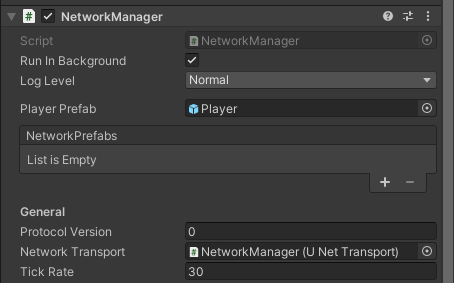 NetworkManager
Script NetworkManager
Run In Background
Log Level Normal
Player Prefab Player
NetworkPrefabs
List is Empty
General
Protocol Version 0
Network Transport NetworkManager (U Net Transport)
Tick Rate 30